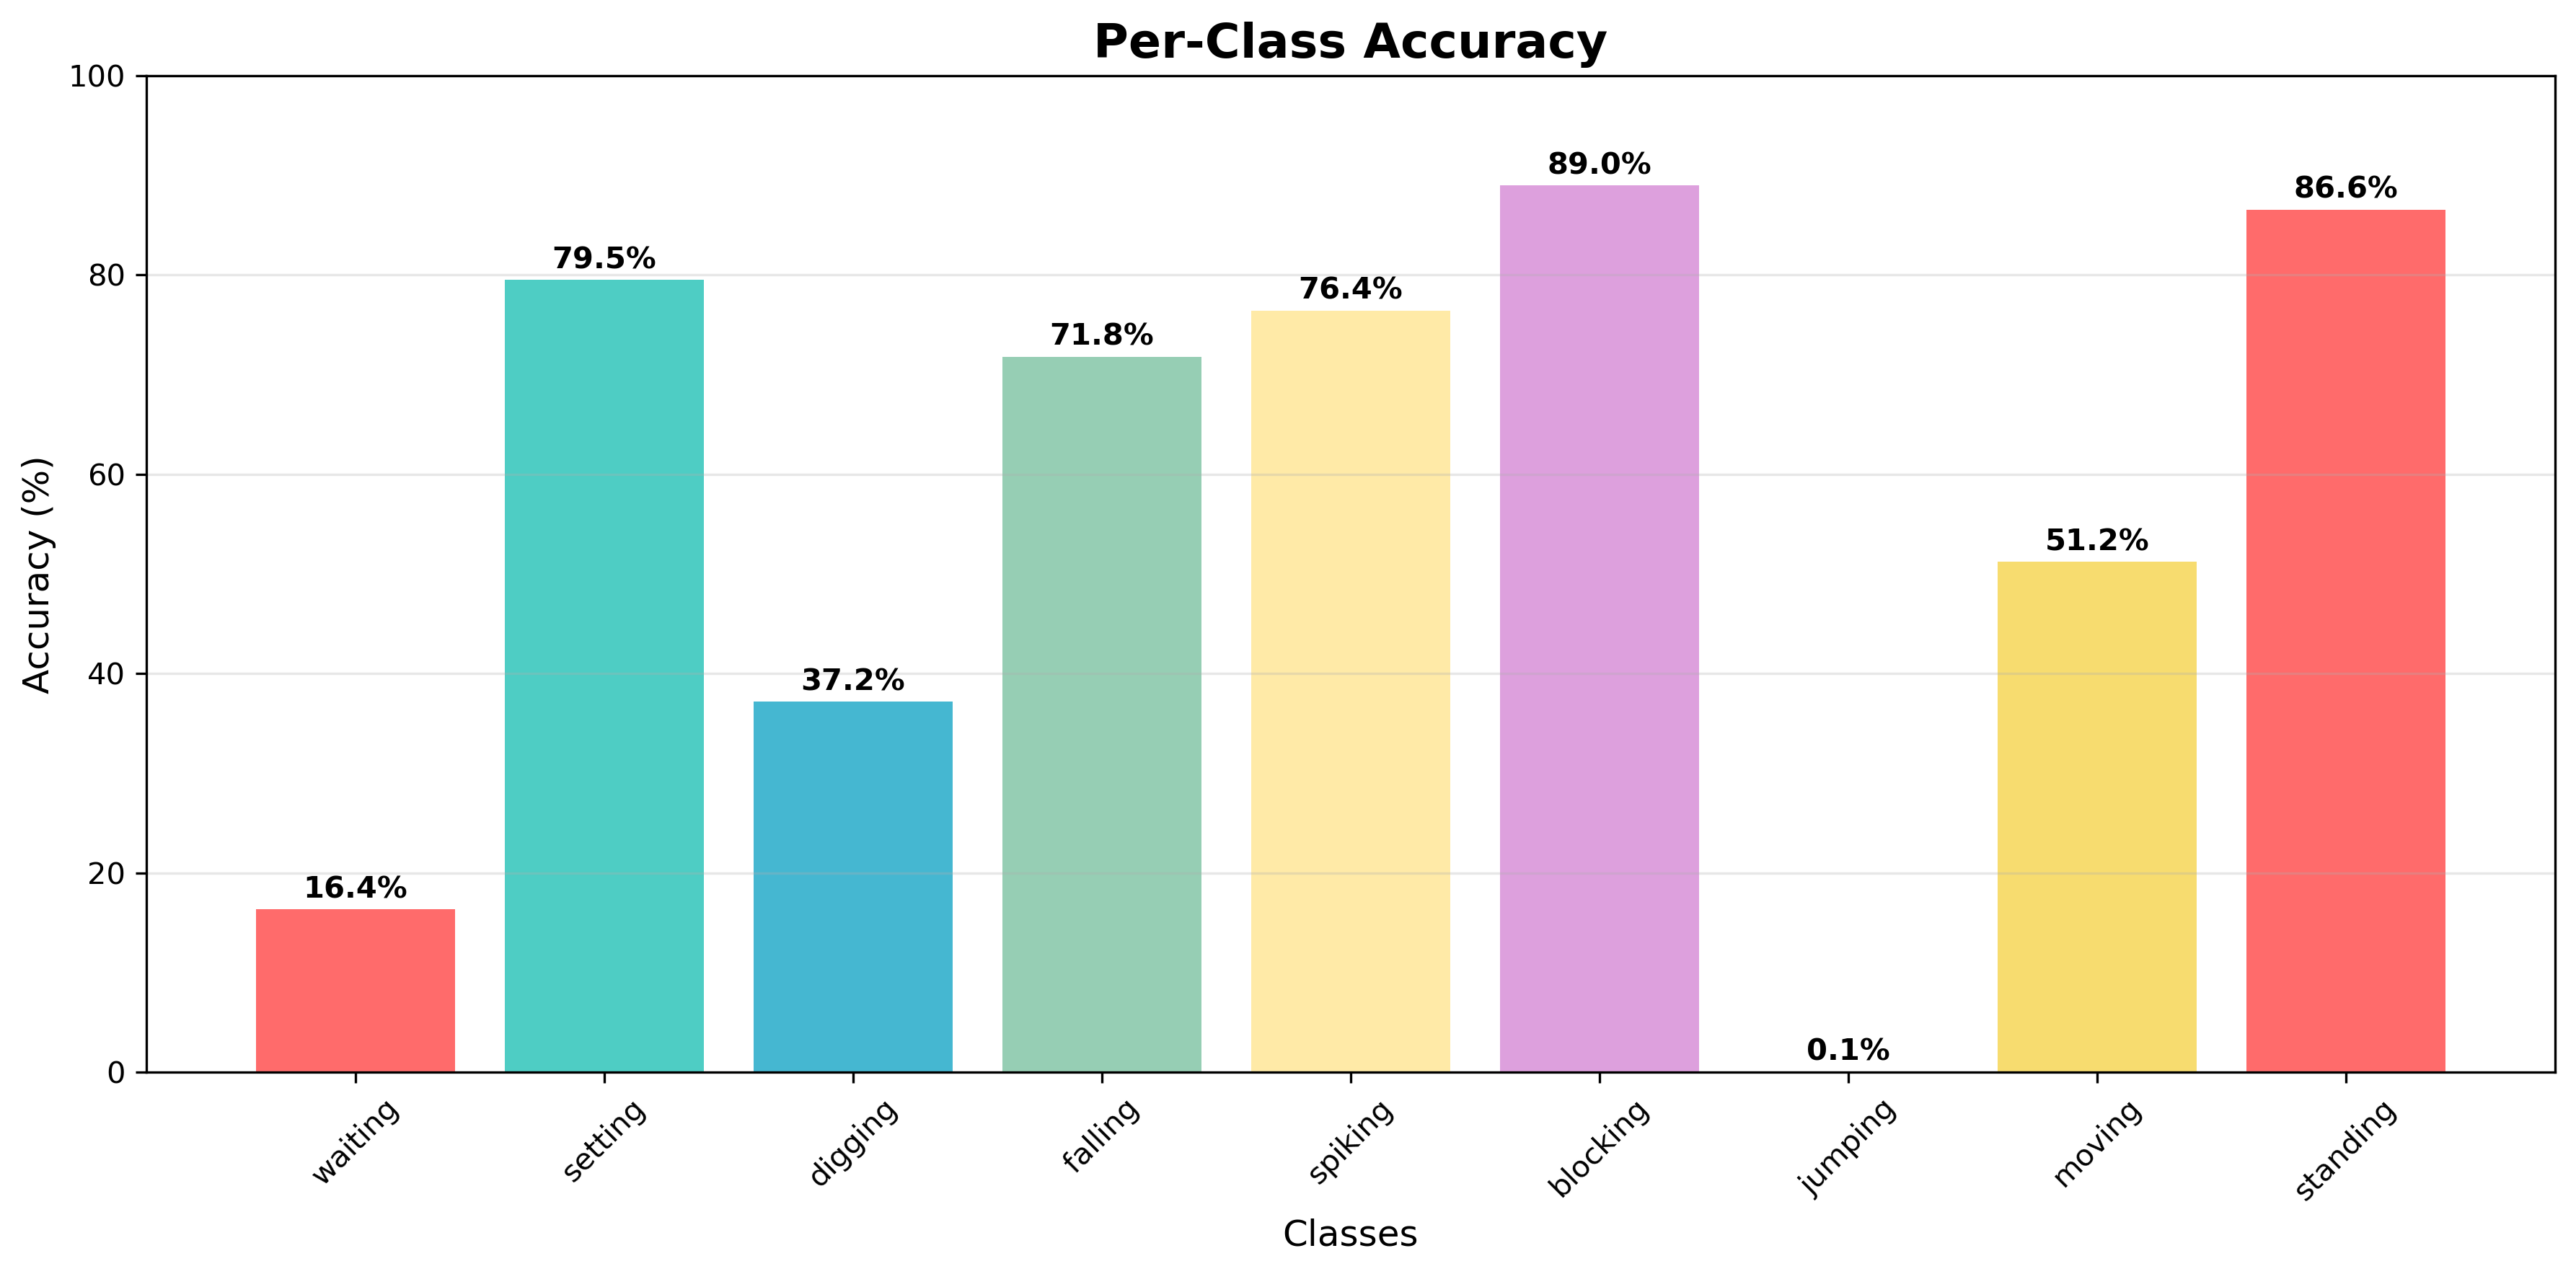 Per-Class Accuracy
Accuracy (%)
100
80
60
40
20
0
16.4%
79.5%
37.2%
71.8%
76.4%
89.0%
0.1%
51.2%
86.6%
waiting
setting
digging
falling
spiking
blocking
jumping
moving
standing
Classes